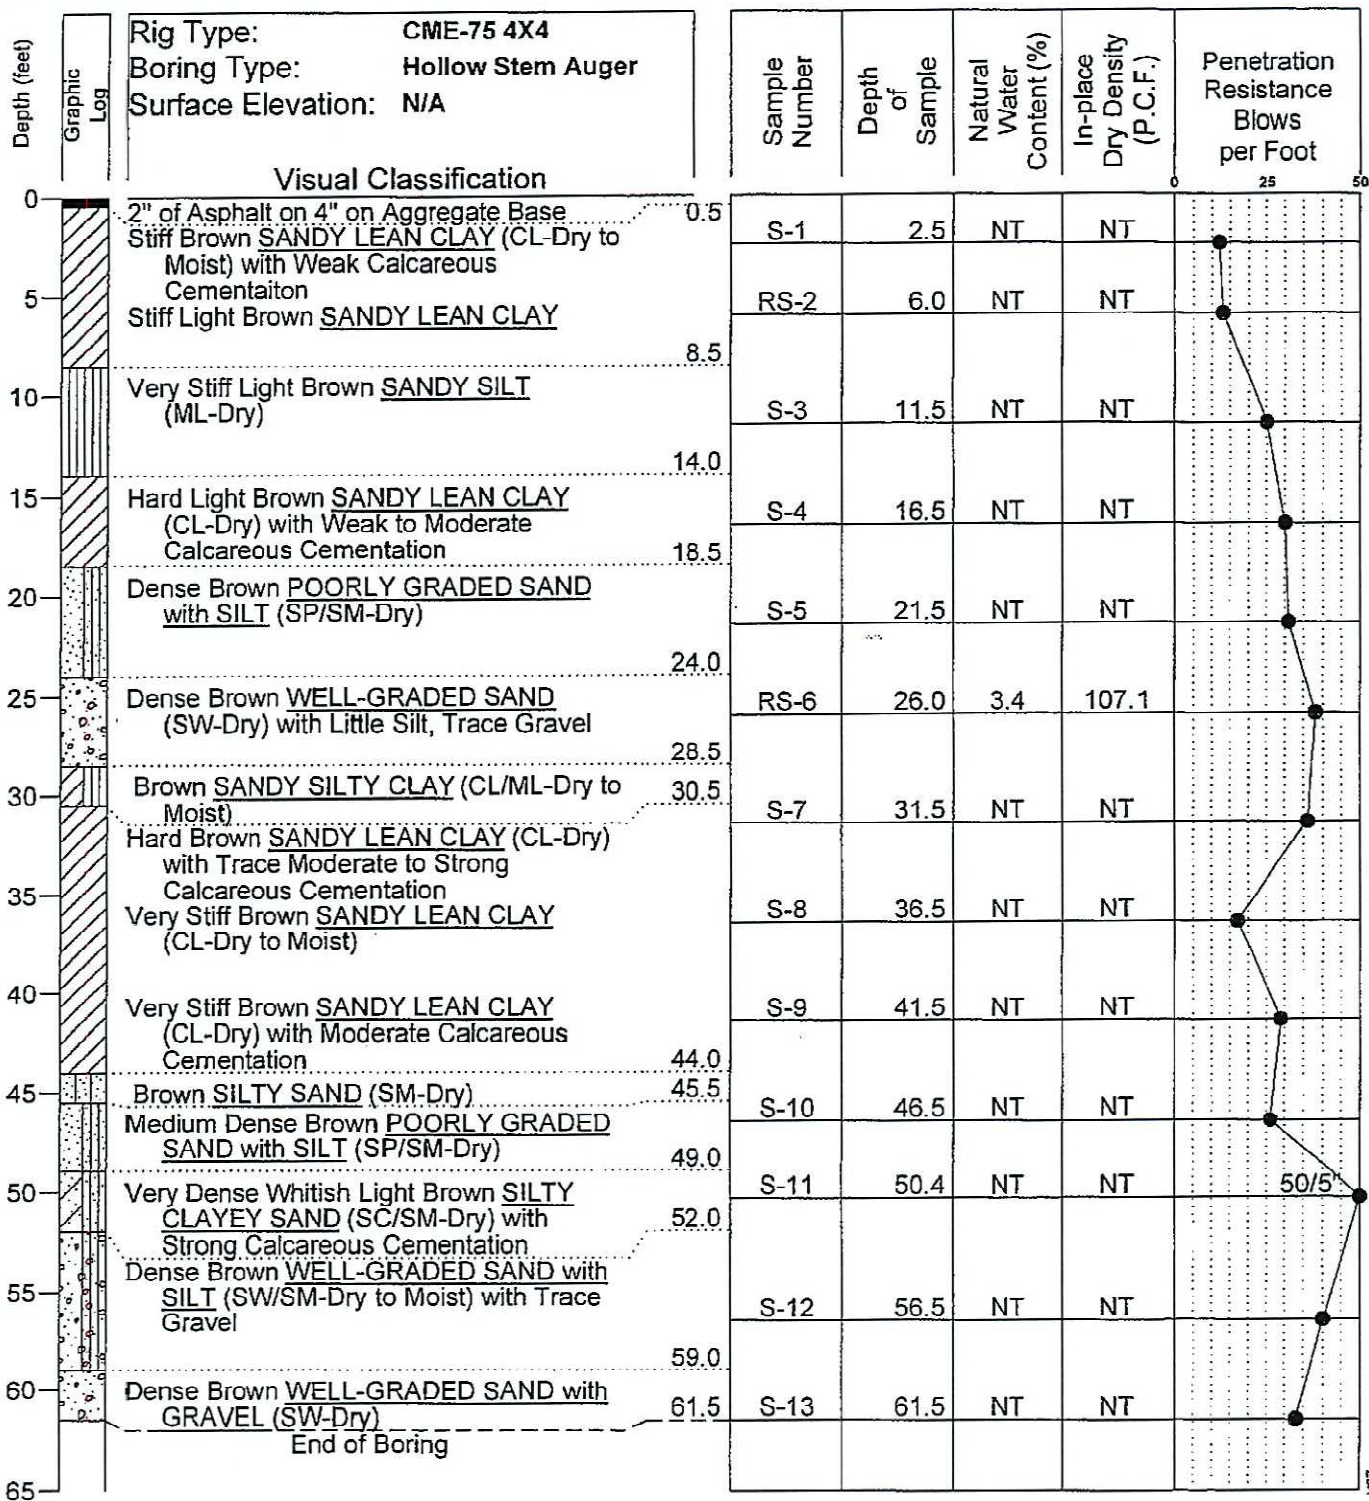 Depth (feet)
Graphic
Log
Rig Type: CME-75 4X4
Boring Type: Hollow Stem Auger
Surface Elevation: N/A
Visual Classification
Sample
Number
Depth
of
Sample
Natural
Water
Content (%)
In-place
Dry Density
(P.C.F.)
Penetration
Resistance
Blows
per Foot
0 25 50
0
2" of Asphalt on 4" on Aggregate Base 0.5
Stiff Brown SANDY LEAN CLAY (CL-Dry to
Moist) with Weak Calcareous
Cementaiton
S-1 2.5 NT NT
5
Stiff Light Brown SANDY LEAN CLAY
RS-2 6.0 NT NT
8.5
10
Very Stiff Light Brown SANDY SILT
(ML-Dry)
S-3 11.5 NT NT
14.0
15
Hard Light Brown SANDY LEAN CLAY
(CL-Dry) with Weak to Moderate
Calcareous Cementation
S-4 16.5 NT NT
18.5
20
Dense Brown POORLY GRADED SAND
with SILT (SP/SM-Dry)
S-5 21.5 NT NT
24.0
25
Dense Brown WELL-GRADED SAND
(SW-Dry) with Little Silt, Trace Gravel
RS-6 26.0 3.4 107.1
28.5
30
Brown SANDY SILTY CLAY (CL/ML-Dry to
Moist)
30.5
S-7 31.5 NT NT
Hard Brown SANDY LEAN CLAY (CL-Dry)
with Trace Moderate to Strong
Calcareous Cementation
35
Very Stiff Brown SANDY LEAN CLAY
(CL-Dry to Moist)
S-8 36.5 NT NT
40
Very Stiff Brown SANDY LEAN CLAY
(CL-Dry) with Moderate Calcareous
Cementation
S-9 41.5 NT NT
44.0
45
Brown SILTY SAND (SM-Dry) 45.5
Medium Dense Brown POORLY GRADED
SAND with SILT (SP/SM-Dry)
S-10 46.5 NT NT
49.0
50
Very Dense Whitish Light Brown SILTY
CLAYEY SAND (SC/SM-Dry) with
Strong Calcareous Cementation
S-11 50.4 NT NT 50/5"
52.0
Dense Brown WELL-GRADED SAND with
SILT (SW/SM-Dry to Moist) with Trace
Gravel
55
S-12 56.5 NT NT
59.0
60
Dense Brown WELL-GRADED SAND with
GRAVEL (SW-Dry)
61.5 S-13 61.5 NT NT
End of Boring
65